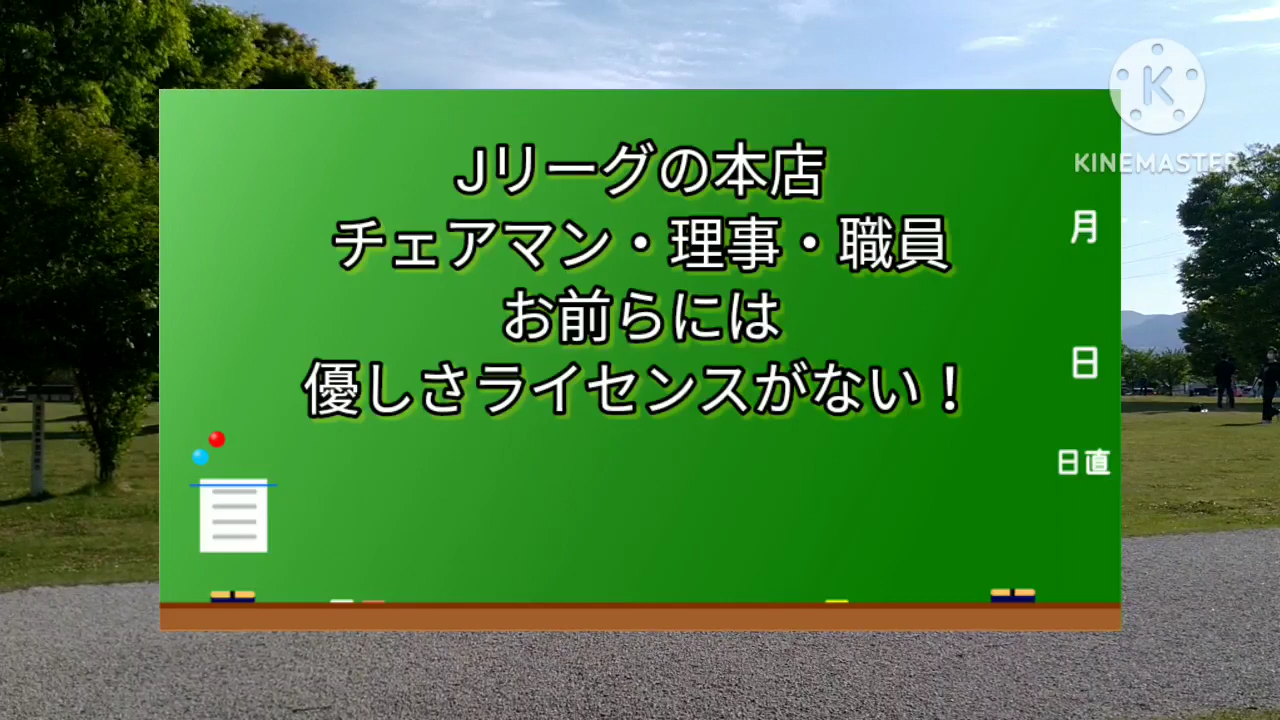 Jリーグの本店
チェアマン・理事・職員
お前らには
優しさライセンスがない！
KINEMASTER
月
日
日直